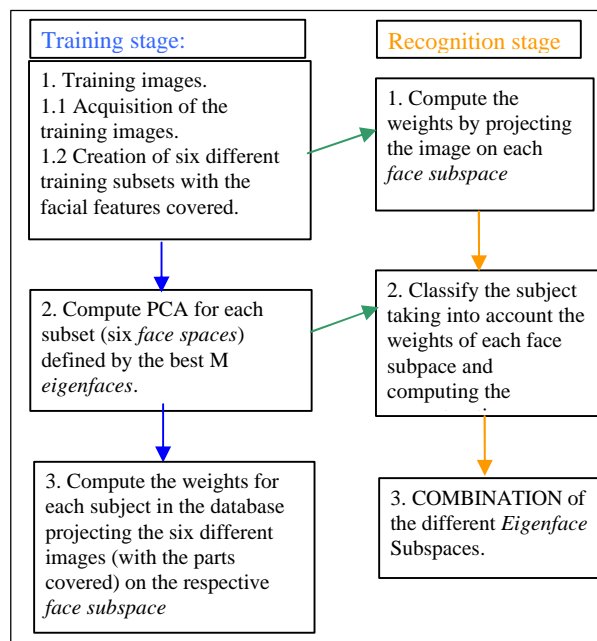 Training stage:
1. Training images.
1.1 Acquisition of the
training images.
1.2 Creation of six different
training subsets with the
facial features covered.
2. Compute PCA for each
subset (six face spaces)
defined by the best M
eigenfaces.
3. Compute the weights for
each subject in the database
projecting the six different
images (with the parts
covered) on the respective
face subspace
Recognition stage
1. Compute the
weights by projecting
the image on each
face subspace
2. Classify the subject
taking into account the
weights of each face
subpace and
computing the
.
3. COMBINATION of
the different Eigenface
Subspaces.